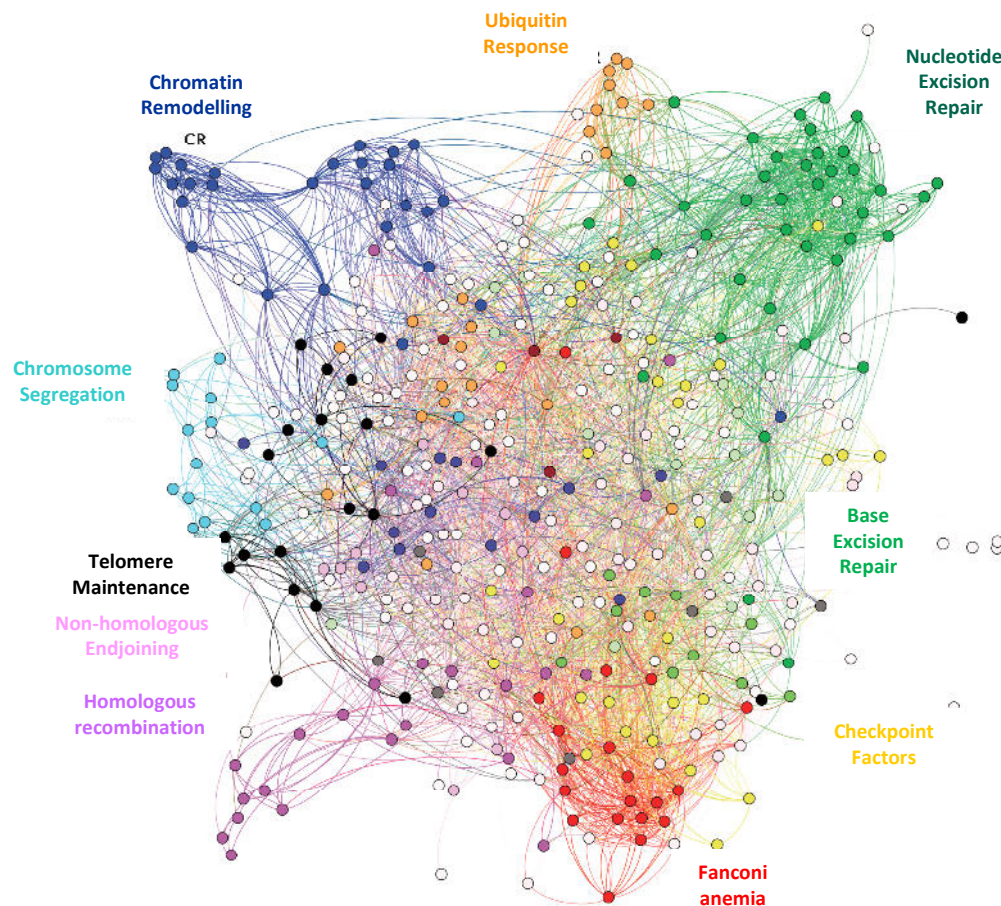 Ubiquitin
Response
Nucleotide
Excision
Repair
Chromatin
Remodelling
CR
Chromosome
Segregation
Base
Excision
Repair
Telomere
Maintenance
Non-homologous
Endjoining
Homologous
recombination
Checkpoint
Factors
Fanconi
anemia